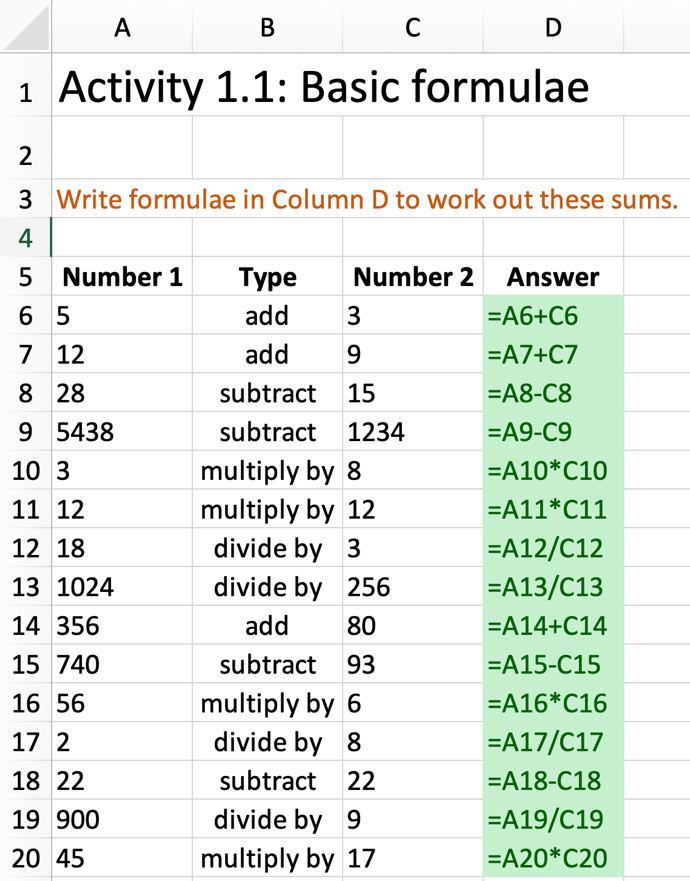 A B C D
1 Activity 1.1: Basic formulae
2
3 Write formulae in Column D to work out these sums.
4
5 Number 1 Type Number 2 Answer
6 5 add 3 =A6+C6
7 12 add 9 =A7+C7
8 28 subtract 15 =A8-C8
9 5438 subtract 1234 =A9-C9
10 3 multiply by 8 =A10*C10
11 12 multiply by 12 =A11*C11
12 18 divide by 3 =A12/C12
13 1024 divide by 256 =A13/C13
14 356 add 80 =A14+C14
15 740 subtract 93 =A15-C15
16 56 multiply by 6 =A16*C16
17 2 divide by 8 =A17/C17
18 22 subtract 22 =A18-C18
19 900 divide by 9 =A19/C19
20 45 multiply by 17 =A20*C20